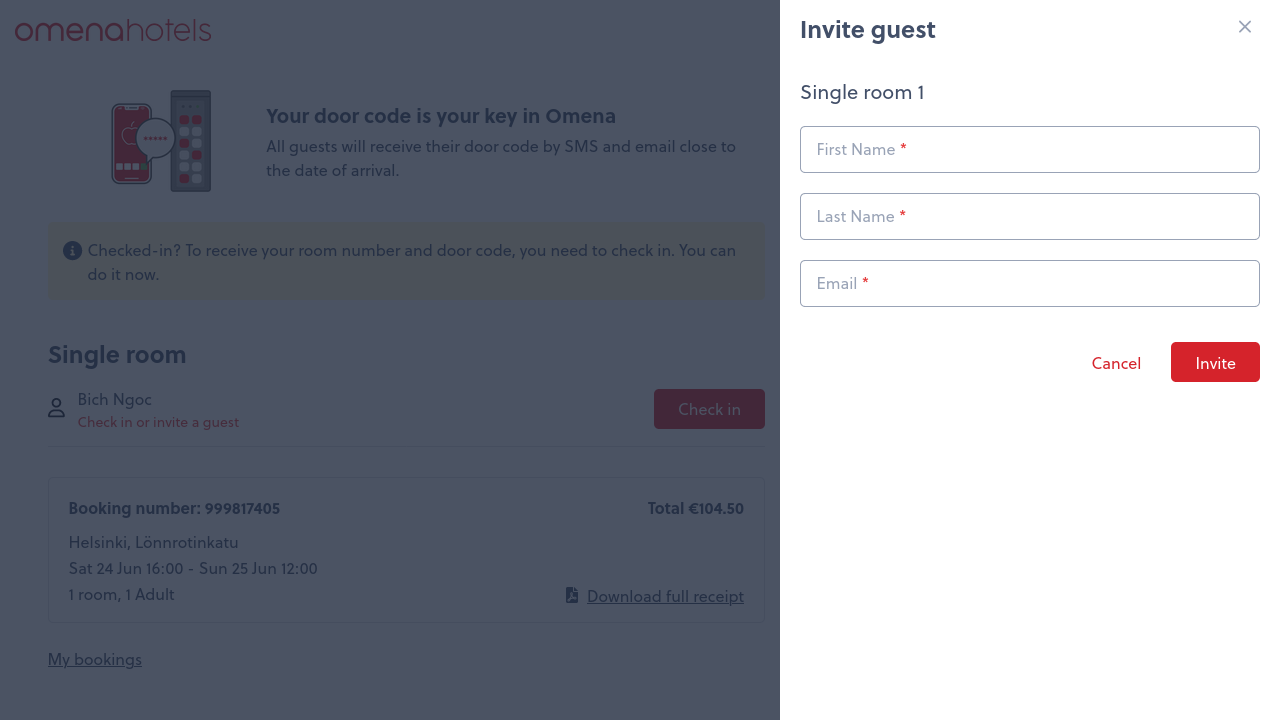 omenahotels
Your door code is your key in Omena
All guests will receive their door code by SMS and email close to
the date of arrival.
Checked-in? To receive your room number and door code, you need to check in. You can
do it now.
Single room
Bich Ngoc
Check in or invite a guest
Check in
Booking number: 999817405
Total €104.50
Helsinki, Lönnrotinkatu
Sat 24 Jun 16:00 - Sun 25 Jun 12:00
1 room, 1 Adult
Download full receipt
My bookings
Invite guest
Single room 1
First Name *
Last Name *
Email *
Cancel
Invite